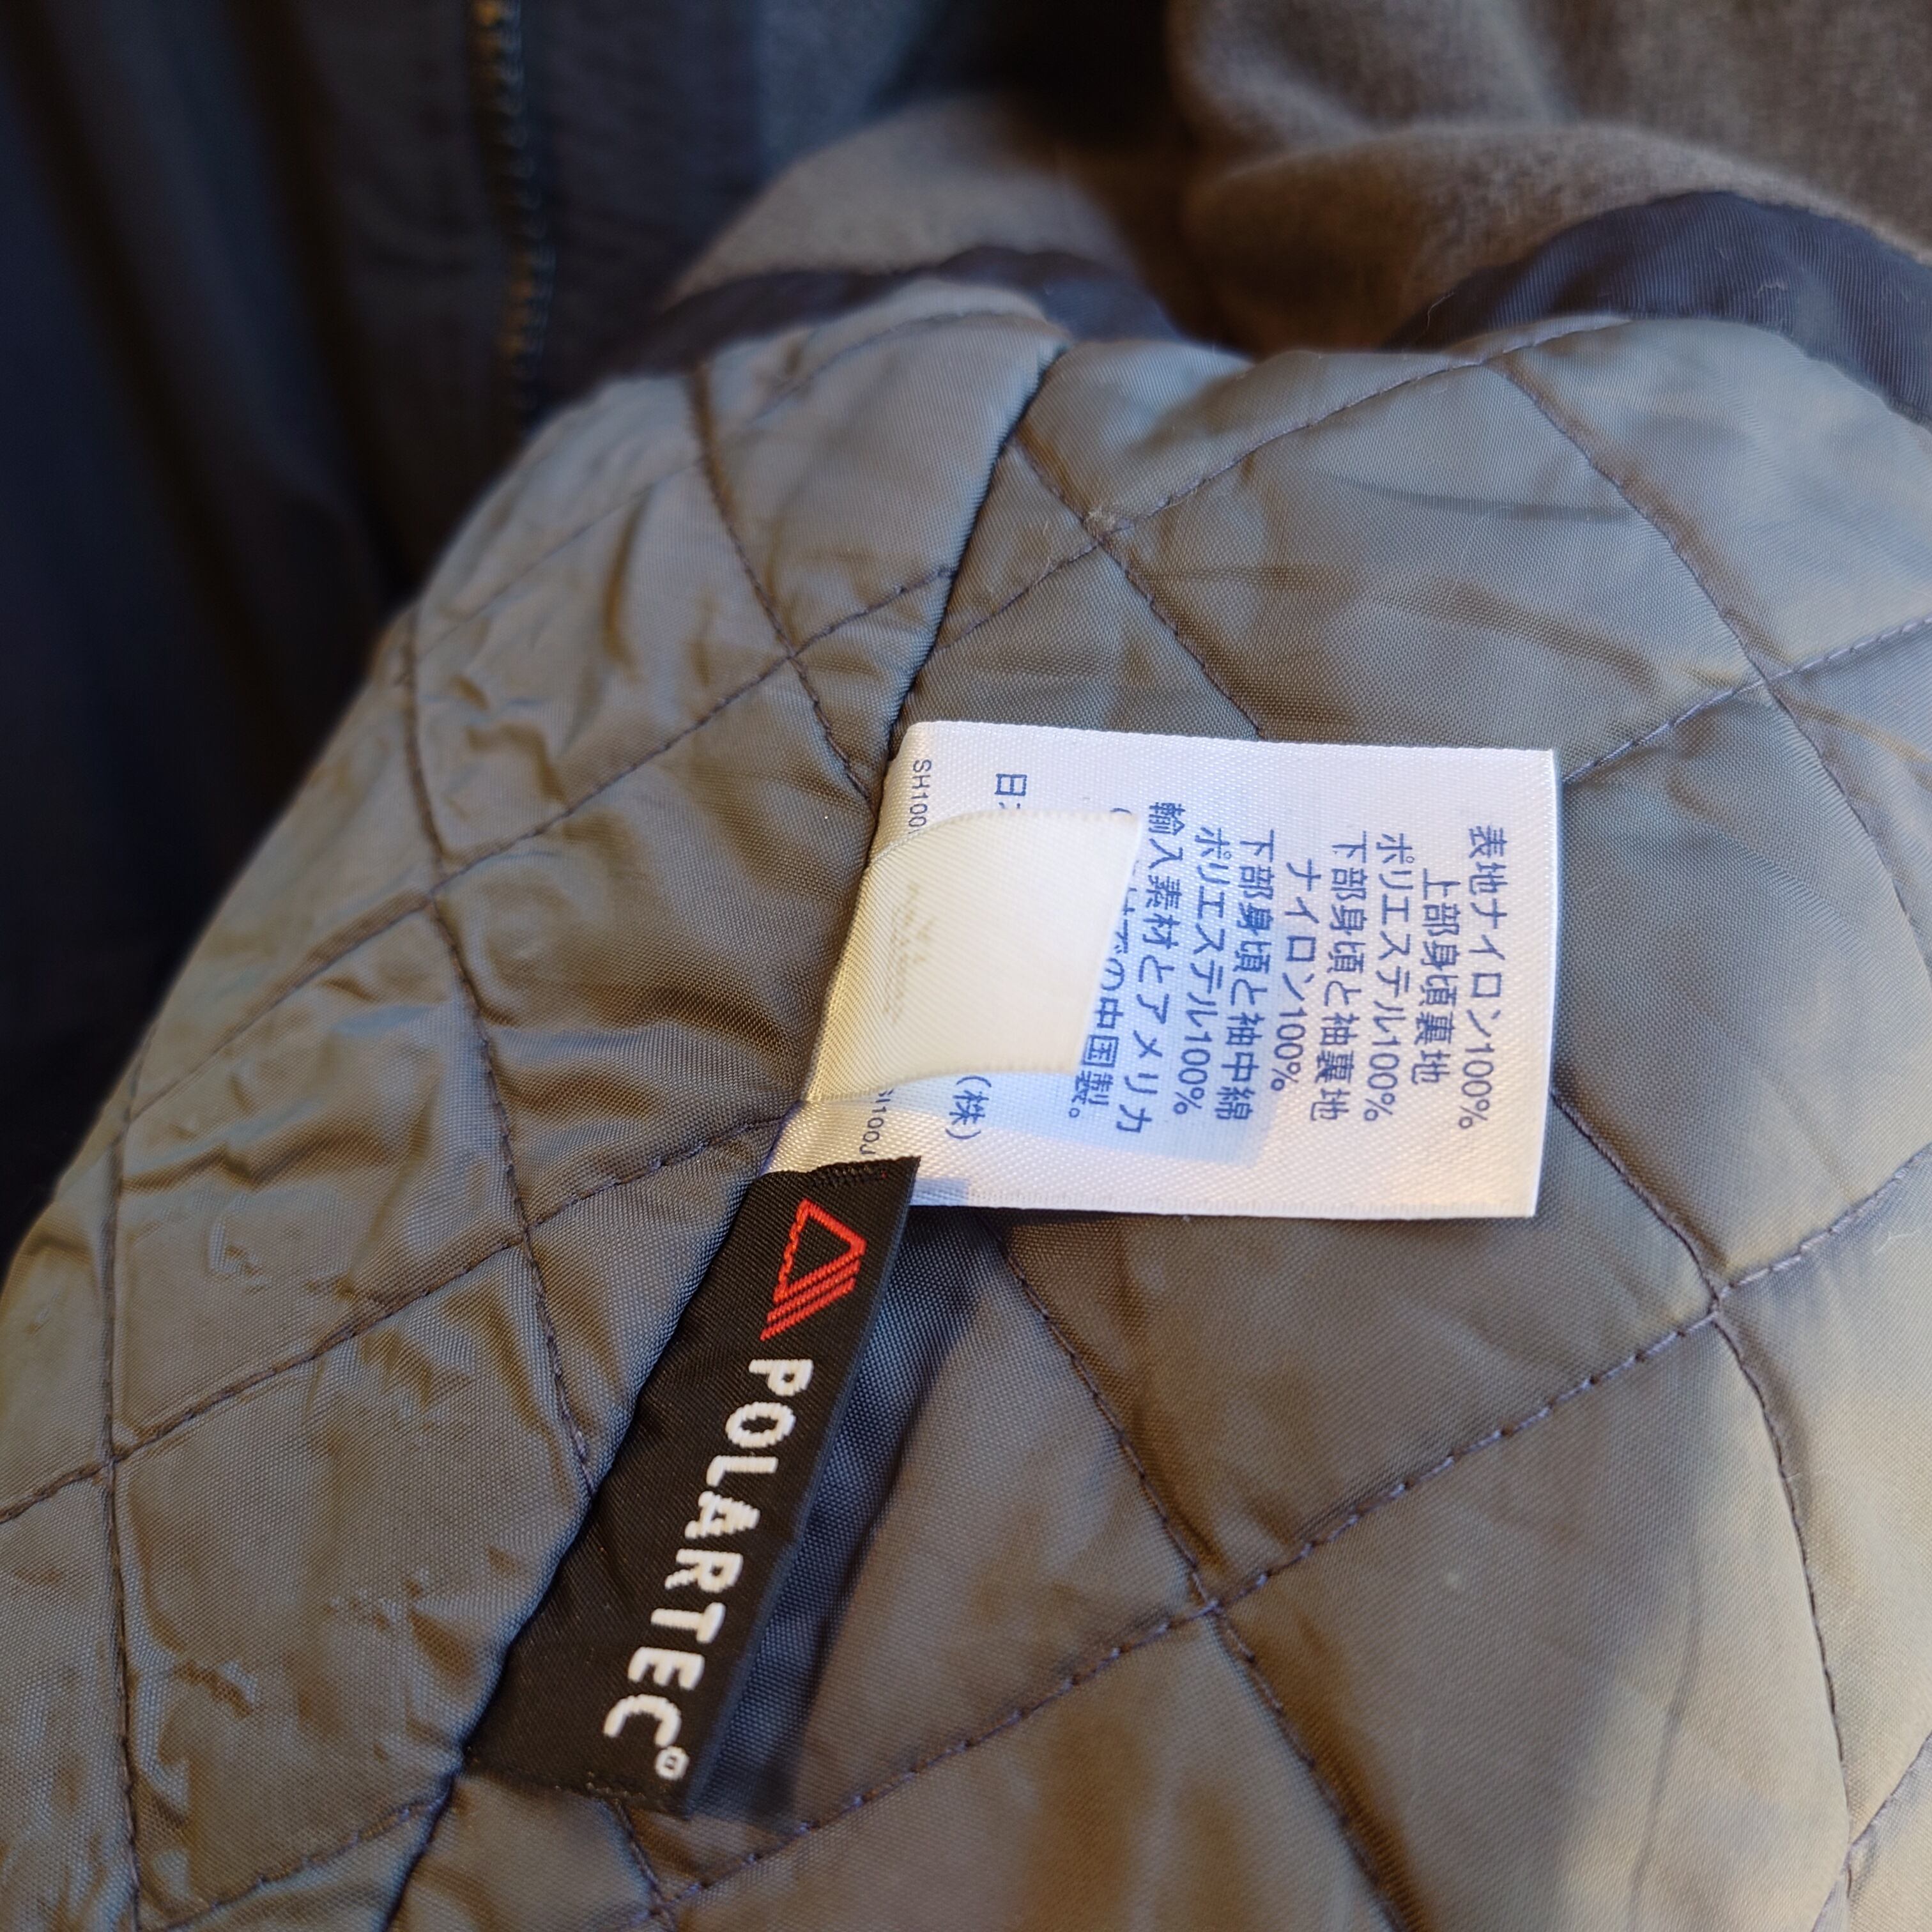 表地ナイロン100%
上部身頃裏地
ポリエステル100%
下部身頃と袖裏地
ナイロン100%
下部身頃と袖中綿
ポリエステル100%
輸入素材とアメリカ
での中国製。
(株)
SH100
POLARTEC®